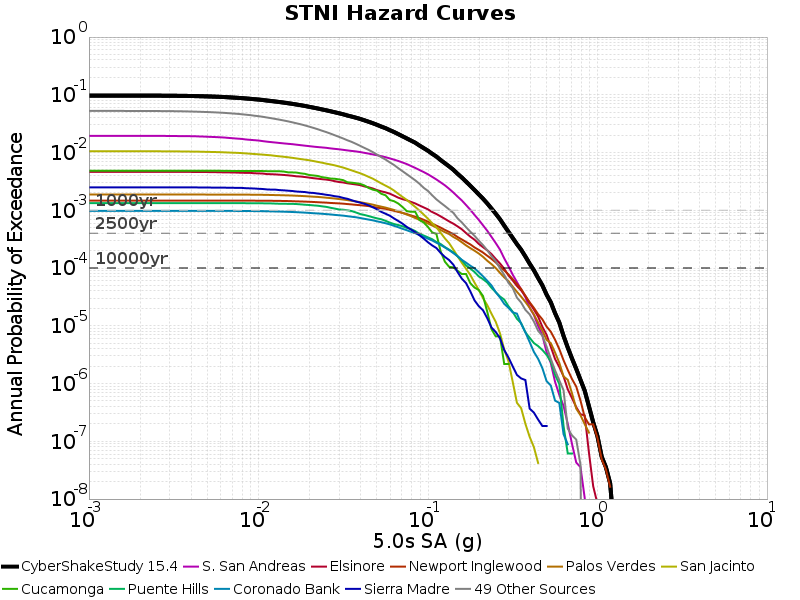 STNI Hazard Curves
10^0
10^-1
10^-2
10^-3
10^-4
10^-5
10^-6
10^-7
10^-8
Annual Probability of Exceedance
1000yr
2500yr
10000yr
10^-3 10^-2 10^-1 10^0 10^1
5.0s SA (g)
CyberShakeStudy 15.4 S. San Andreas Elsinore Newport Inglewood Palos Verdes San Jacinto
Cucamonga Puente Hills Coronado Bank Sierra Madre 49 Other Sources